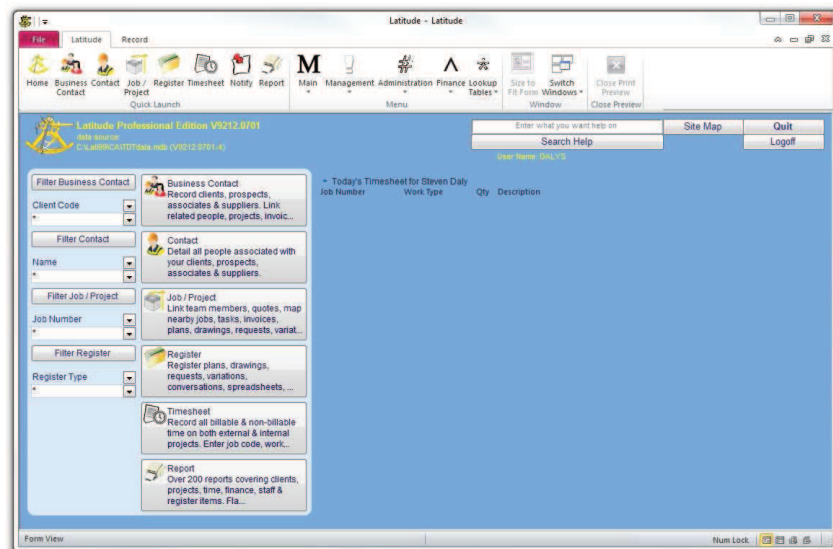 Latitude - Latitude
File Latitude Record
Home Business Contact Contact Job / Project Register Timesheet Notify Report
Main Management Administration Finance Lookup Tables
Size to Fit Form Switch Windows Close Print Preview
Quick Launch Menu Window Close Preview
Latitude Professional Edition V9212.0701
data source
(V9212.0701-4)
Enter what you want help on
Site Map Quit
Search Help Logoff
User Name: DALYS
Filter Business Contact
Client Code
*
Filter Contact
Name
*
Filter Job / Project
Job Number
*
Filter Register
Register Type
*
Business Contact
Record clients, prospects,
associates & suppliers. Link
related people, projects, invoic...
Contact
Detail all people associated with
your clients, prospects,
associates & suppliers.
Job / Project
Link team members, quotes, map
nearby jobs, tasks, invoices,
plans, drawings, requests, variat...
Register
Register plans, drawings,
requests, variations,
conversations, spreadsheets, ...
Timesheet
Record all billable & non-billable
time on both external & internal
projects. Enter job code, work...
Report
Over 200 reports covering clients,
projects, time, finance, staff &
register items. Fla...
Today's Timesheet for Steven Daly
Job Number Work Type Qty Description
Form View Num Lock